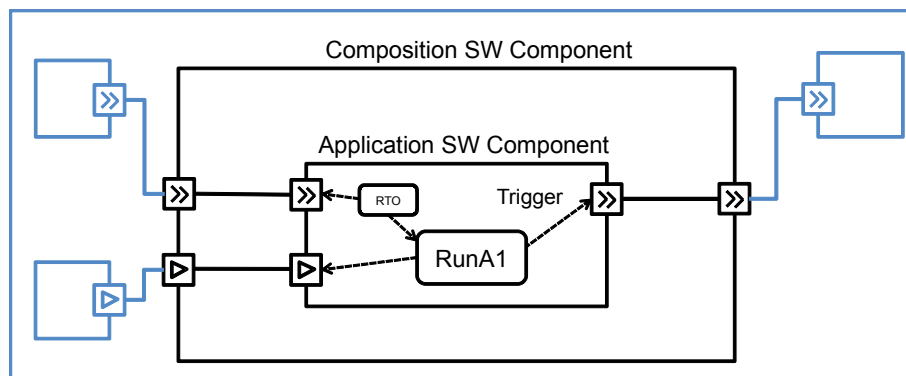 Composition SW Component
Application SW Component
RTO
Trigger
RunA1